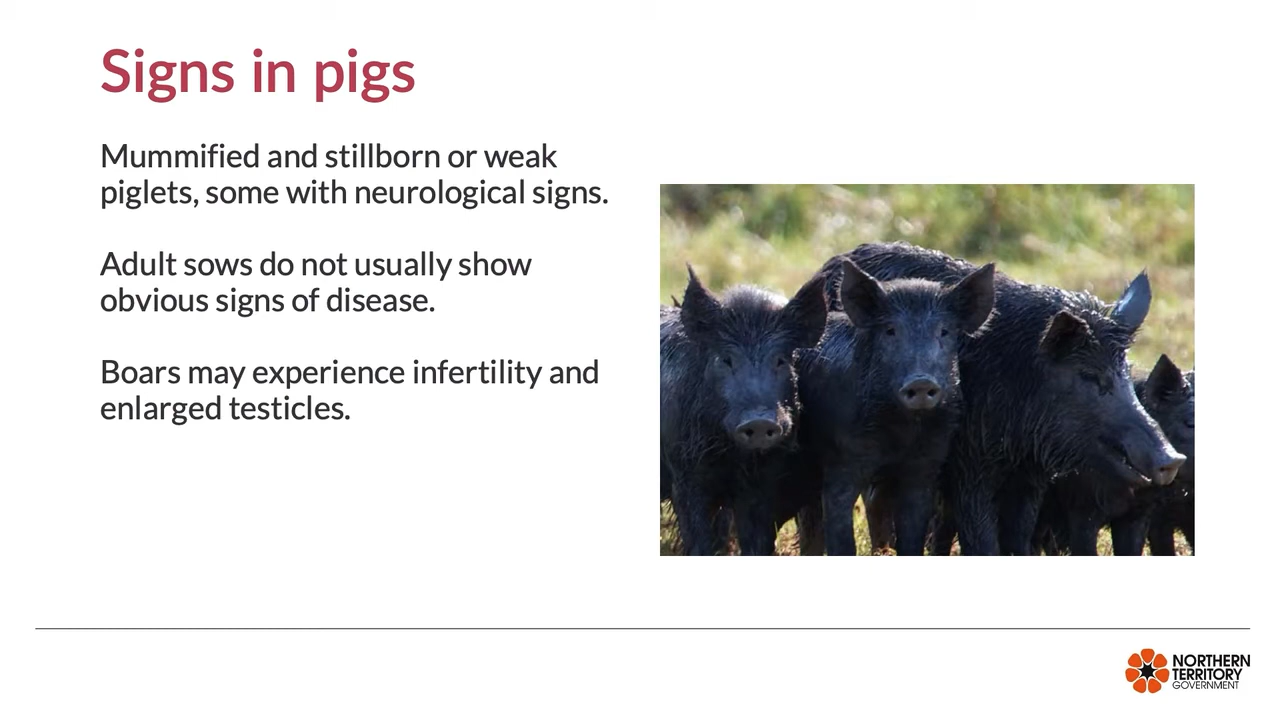 Signs in pigs
Mummified and stillborn or weak
piglets, some with neurological signs.
Adult sows do not usually show
obvious signs of disease.
Boars may experience infertility and
enlarged testicles.
NORTHERN
TERRITORY
GOVERNMENT